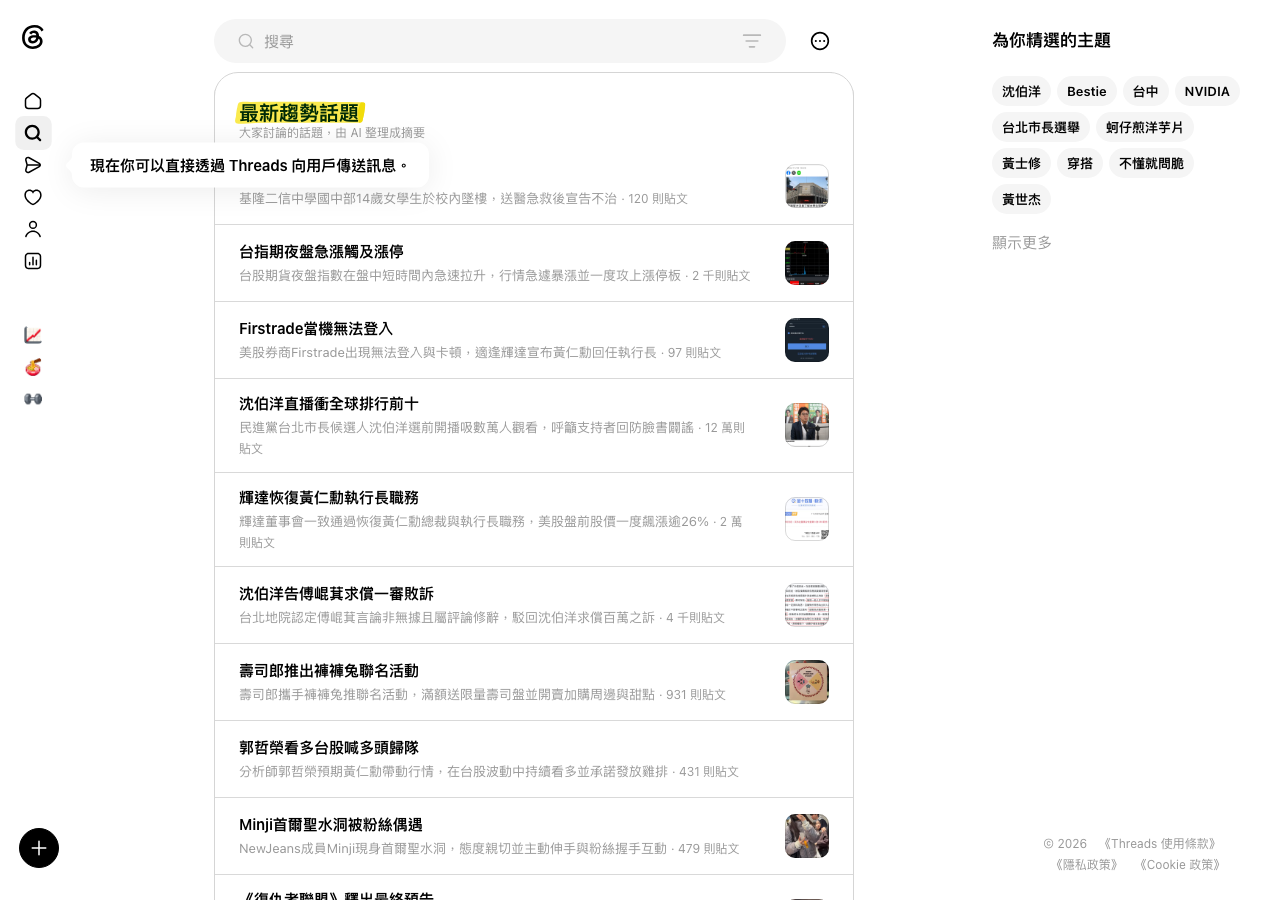 搜尋
最新趨勢話題
大家討論的話題，由 AI 整理成摘要
現在你可以直接透過 Threads 向用戶傳送訊息。
基隆二信中學國中部14歲女學生於校內墜樓，送醫急救後宣告不治 · 120 則貼文
台指期夜盤急漲觸及漲停
台股期貨夜盤指數在盤中短時間內急速拉升，行情急遽暴漲並一度攻上漲停板 · 2 千則貼文
Firstrade當機無法登入
美股券商Firstrade出現無法登入與卡頓，適逢輝達宣布黃仁勳回任執行長 · 97 則貼文
沈伯洋直播衝全球排行前十
民進黨台北市長候選人沈伯洋選前開播吸數萬人觀看，呼籲支持者回防臉書闢謠 · 12 萬則
貼文
輝達恢復黃仁勳執行長職務
輝達董事會一致通過恢復黃仁勳總裁與執行長職務，美股盤前股價一度飆漲逾26% · 2 萬
則貼文
沈伯洋告傅崐萁求償一審敗訴
台北地院認定傅崐萁言論非無據且屬評論修辭，駁回沈伯洋求償百萬之訴 · 4 千則貼文
壽司郎推出褲褲兔聯名活動
壽司郎攜手褲褲兔推聯名活動，滿額送限量壽司盤並開賣加購周邊與甜點 · 931 則貼文
郭哲榮看多台股喊多頭歸隊
分析師郭哲榮預期黃仁勳帶動行情，在台股波動中持續看多並承諾發放雞排 · 431 則貼文
Minji首爾聖水洞被粉絲偶遇
NewJeans成員Minji現身首爾聖水洞，態度親切並主動伸手與粉絲握手互動 · 479 則貼文
《復仇者聯盟》釋出最終預告
為你精選的主題
沈伯洋 Bestie 台中 NVIDIA
台北市長選舉 蚵仔煎洋芋片
黃士修 穿搭 不懂就問脆
黃世杰
顯示更多
© 2026 《Threads 使用條款》
《隱私政策》 《Cookie 政策》